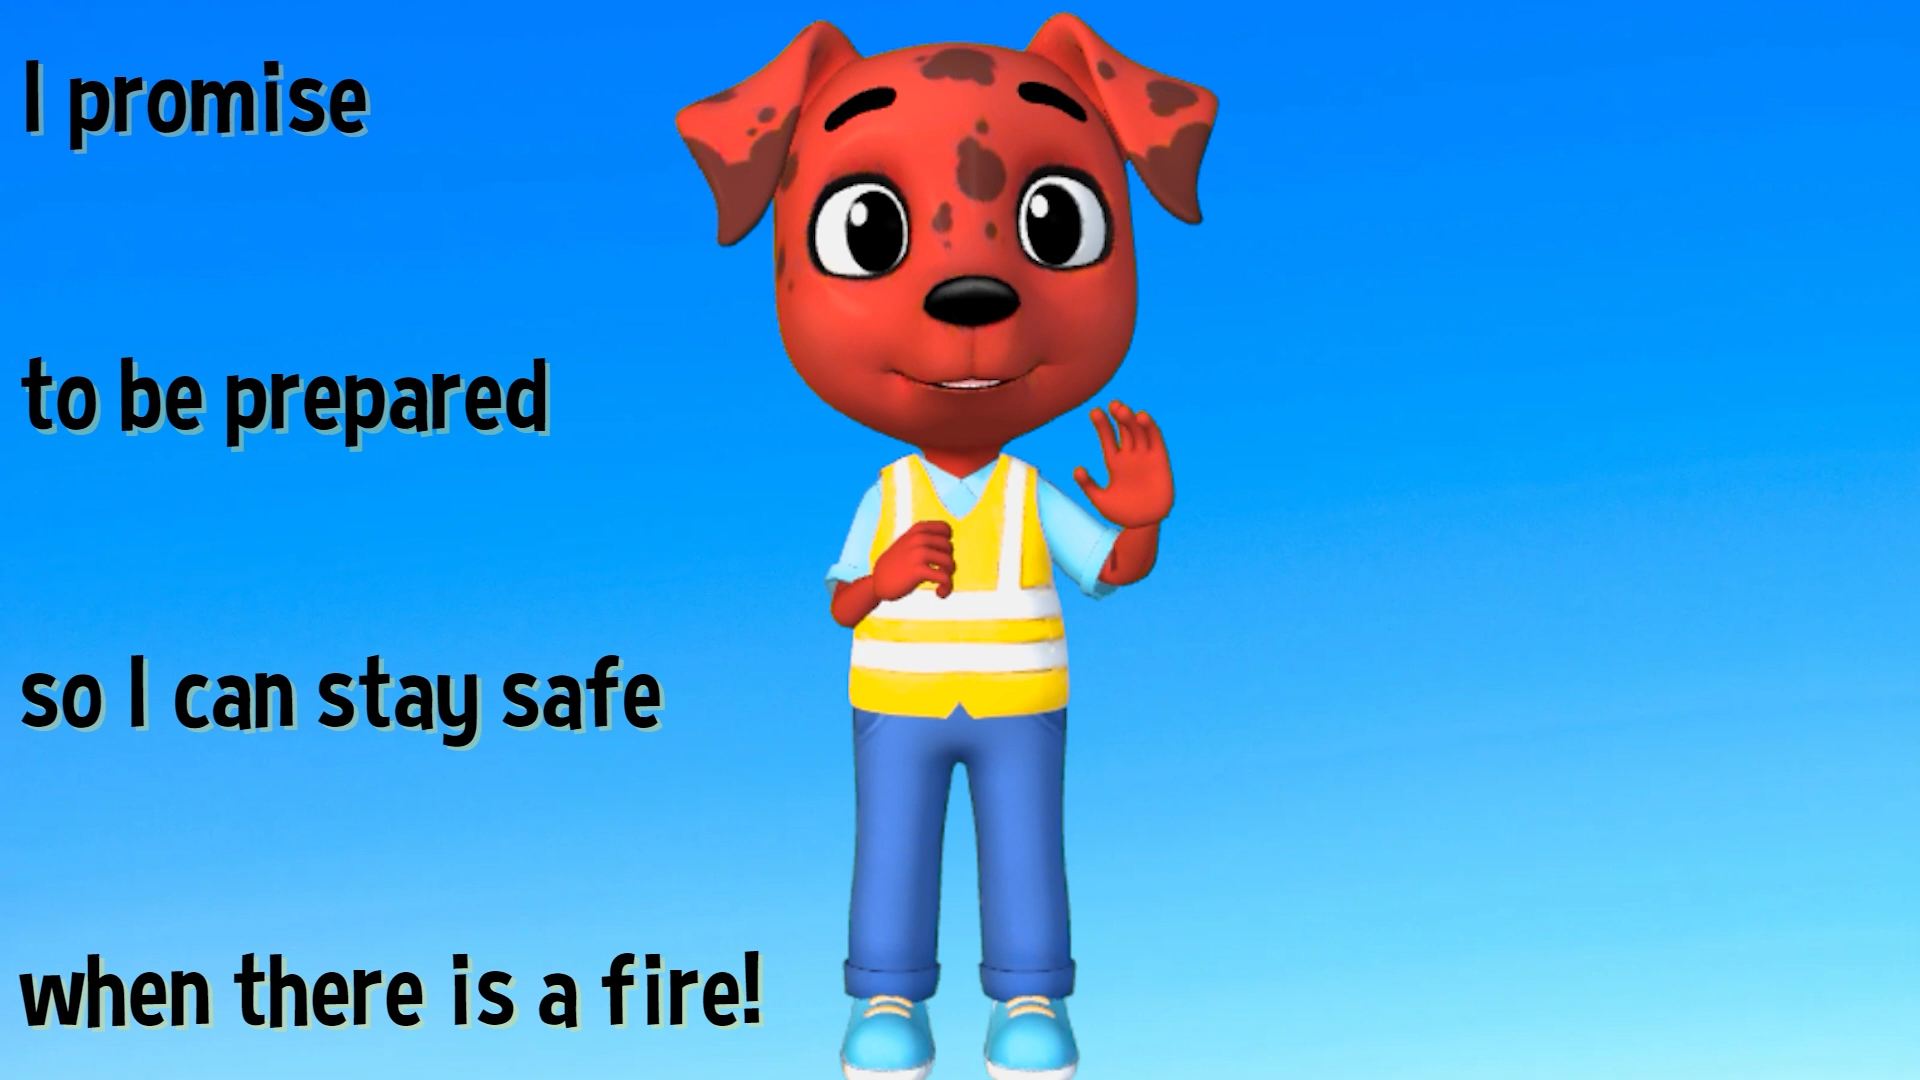 I promise
to be prepared
so I can stay safe
when there is a fire!